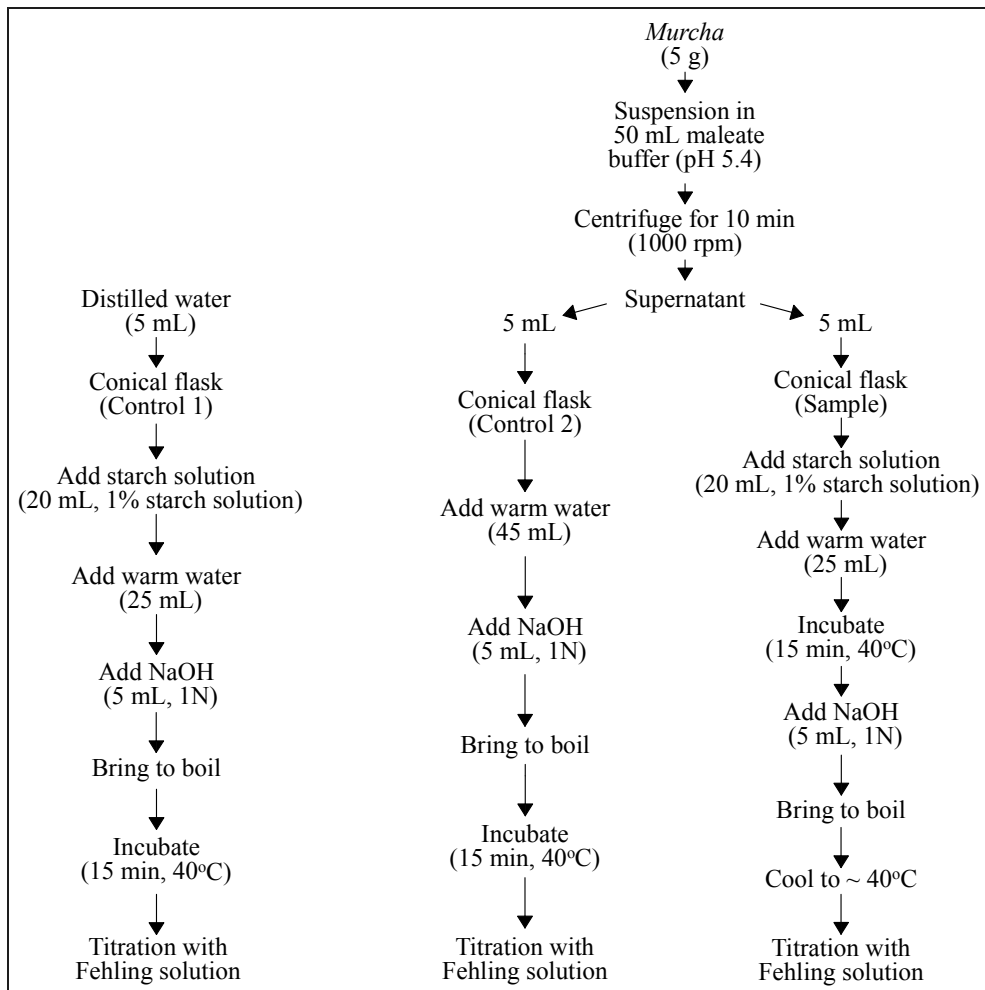 Murcha
(5 g)
Suspension in
50 mL maleate
buffer (pH 5.4)
Centrifuge for 10 min
(1000 rpm)
Supernatant
Distilled water
(5 mL)
Conical flask
(Control 1)
Add starch solution
(20 mL, 1% starch solution)
Add warm water
(25 mL)
Add NaOH
(5 mL, 1N)
Bring to boil
Incubate
(15 min, 40°C)
Titration with
Fehling solution
5 mL
Conical flask
(Control 2)
Add warm water
(45 mL)
Add NaOH
(5 mL, 1N)
Bring to boil
Incubate
(15 min, 40°C)
Titration with
Fehling solution
5 mL
Conical flask
(Sample)
Add starch solution
(20 mL, 1% starch solution)
Add warm water
(25 mL)
Incubate
(15 min, 40°C)
Add NaOH
(5 mL, 1N)
Bring to boil
Cool to ~ 40°C
Titration with
Fehling solution